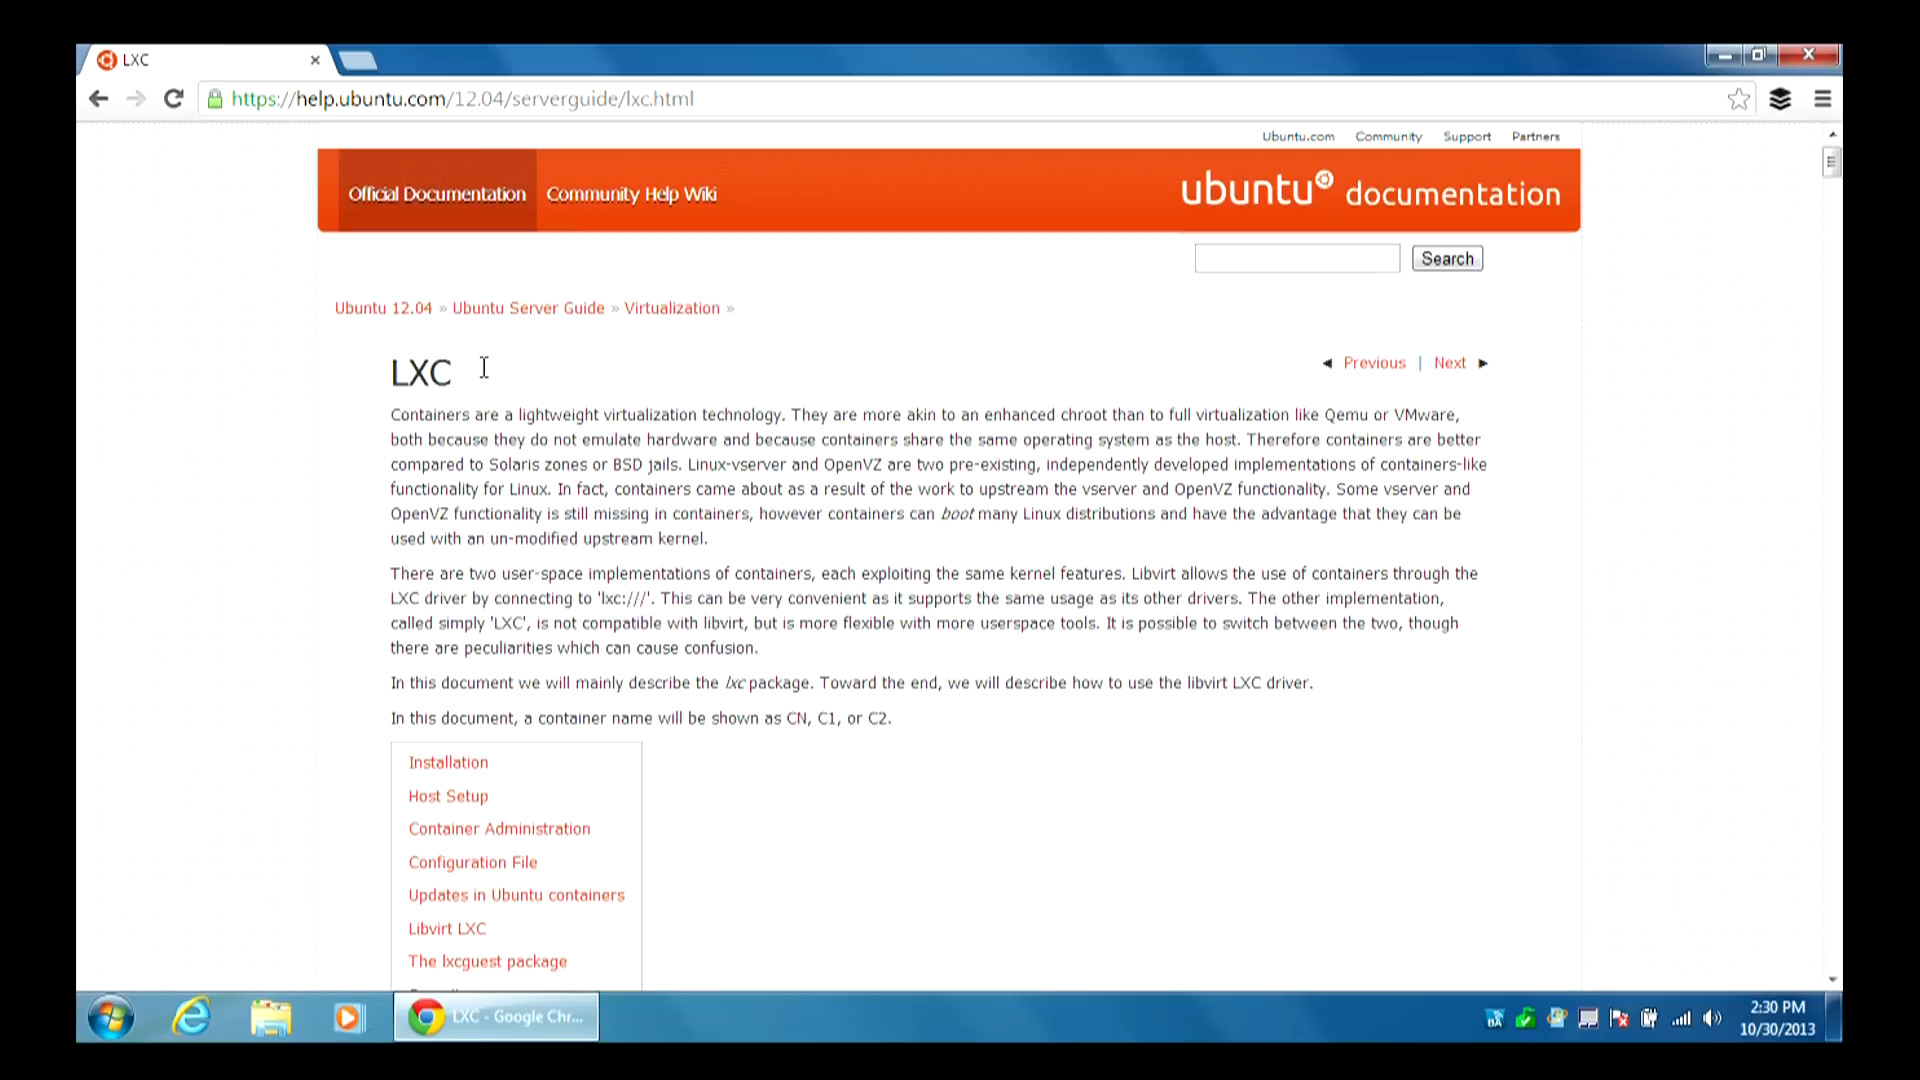 LXC
https://help.ubuntu.com/12.04/serverguide/lxc.html
Ubuntu.com Community Support Partners
Official Documentation Community Help Wiki
ubuntu documentation
Search
Ubuntu 12.04 » Ubuntu Server Guide » Virtualization »
LXC
Previous | Next
Containers are a lightweight virtualization technology. They are more akin to an enhanced chroot than to full virtualization like Qemu or VMware,
both because they do not emulate hardware and because containers share the same operating system as the host. Therefore containers are better
compared to Solaris zones or BSD jails. Linux-vserver and OpenVZ are two pre-existing, independently developed implementations of containers-like
functionality for Linux. In fact, containers came about as a result of the work to upstream the vserver and OpenVZ functionality. Some vserver and
OpenVZ functionality is still missing in containers, however containers can boot many Linux distributions and have the advantage that they can be
used with an un-modified upstream kernel.
There are two user-space implementations of containers, each exploiting the same kernel features. Libvirt allows the use of containers through the
LXC driver by connecting to 'lxc:///'. This can be very convenient as it supports the same usage as its other drivers. The other implementation,
called simply 'LXC', is not compatible with libvirt, but is more flexible with more userspace tools. It is possible to switch between the two, though
there are peculiarities which can cause confusion.
In this document we will mainly describe the lxc package. Toward the end, we will describe how to use the libvirt LXC driver.
In this document, a container name will be shown as CN, C1, or C2.
Installation
Host Setup
Container Administration
Configuration File
Updates in Ubuntu containers
Libvirt LXC
The lxcguest package
LXC - Google Chr...
2:30 PM
10/30/2013